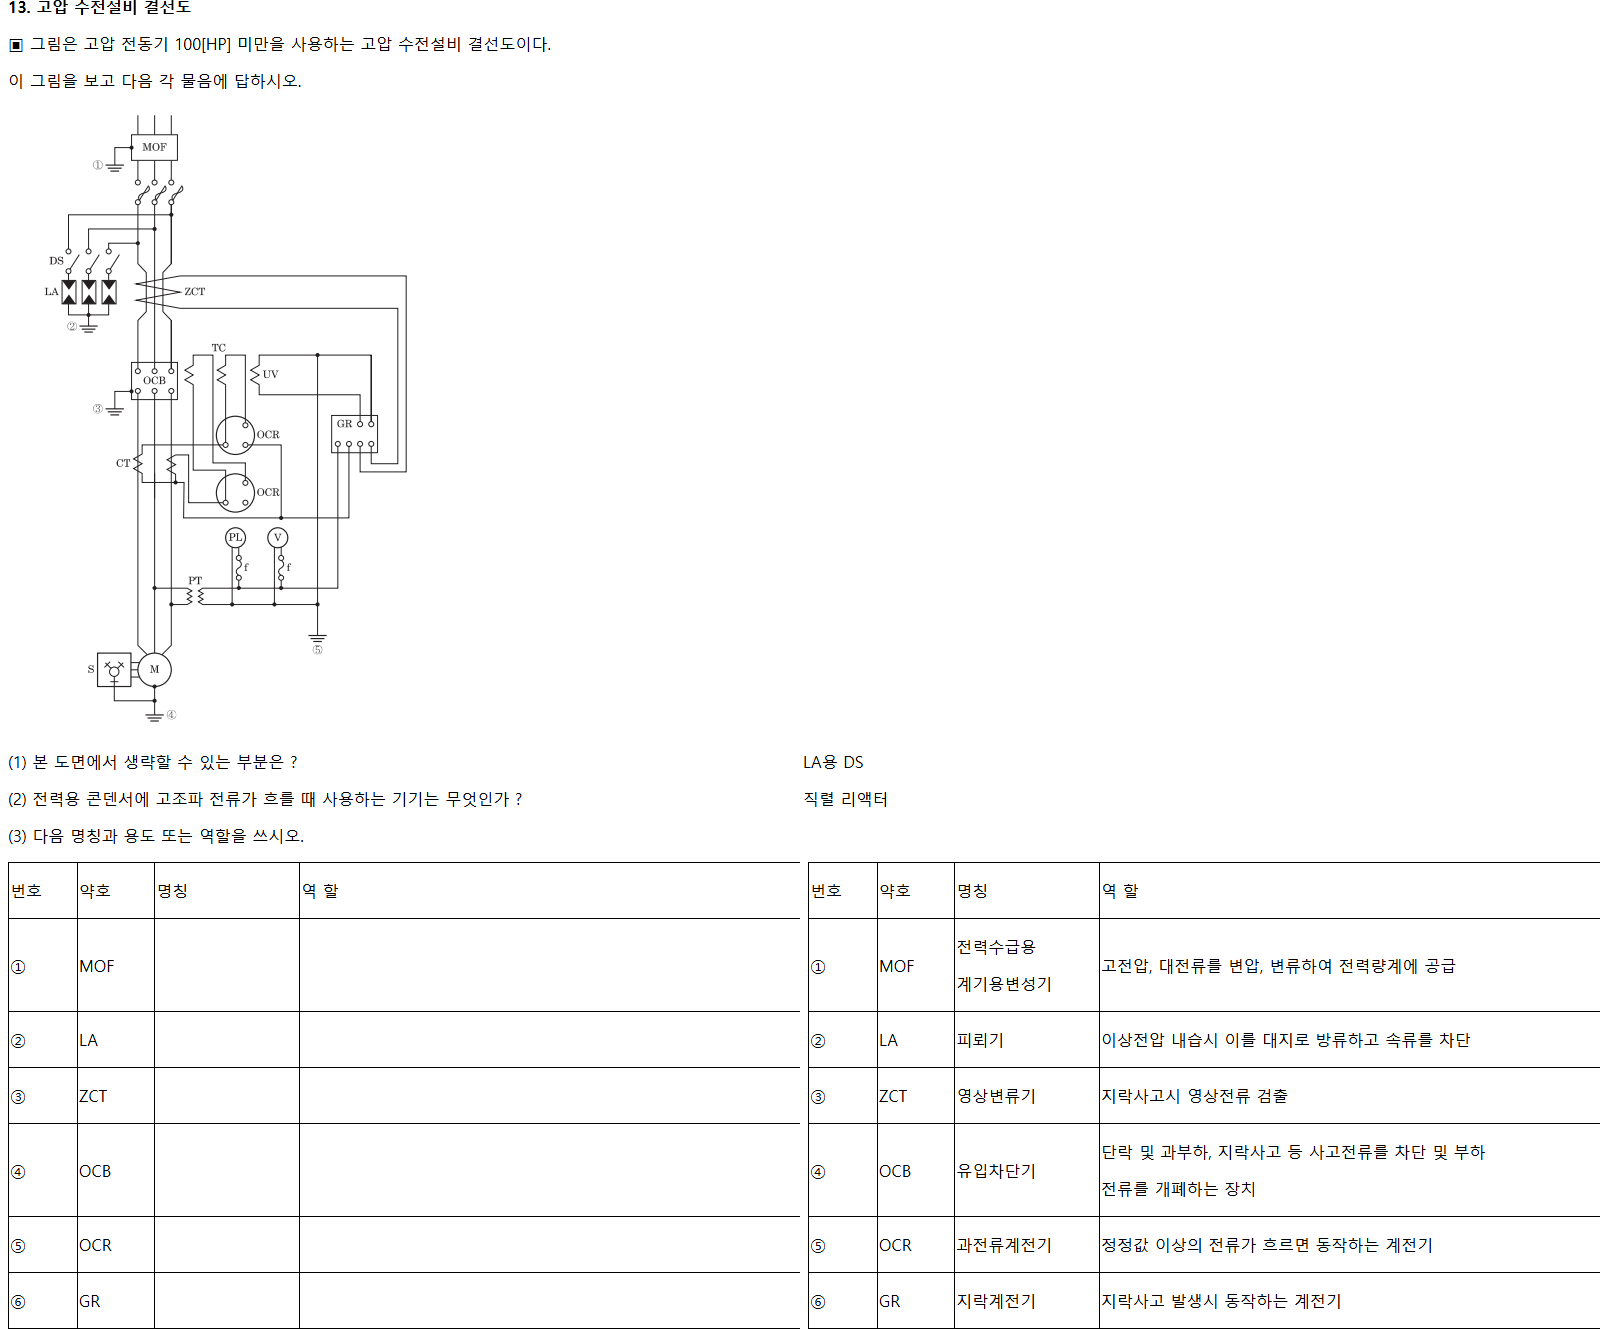 13. 고압 수전설비 결선도
▣ 그림은 고압 전동기 100[HP] 미만을 사용하는 고압 수전설비 결선도이다.
이 그림을 보고 다음 각 물음에 답하시오.
MOF
①
DS
LA
ZCT
②
TC
OCB
UV
③
GR
OCR
CT
OCR
PL
V
f
f
PT
⑤
S
M
④
(1) 본 도면에서 생략할 수 있는 부분은 ?
LA용 DS
(2) 전력용 콘덴서에 고조파 전류가 흐를 때 사용하는 기기는 무엇인가 ?
직렬 리액터
(3) 다음 명칭과 용도 또는 역할을 쓰시오.
번호 약호 명칭 역 할
① MOF
② LA
③ ZCT
④ OCB
⑤ OCR
⑥ GR
번호 약호 명칭 역 할
① MOF 전력수급용
계기용변성기 고전압, 대전류를 변압, 변류하여 전력량계에 공급
② LA 피뢰기 이상전압 내습시 이를 대지로 방류하고 속류를 차단
③ ZCT 영상변류기 지락사고시 영상전류 검출
④ OCB 유입차단기 단락 및 과부하, 지락사고 등 사고전류를 차단 및 부하
전류를 개폐하는 장치
⑤ OCR 과전류계전기 정정값 이상의 전류가 흐르면 동작하는 계전기
⑥ GR 지락계전기 지락사고 발생시 동작하는 계전기